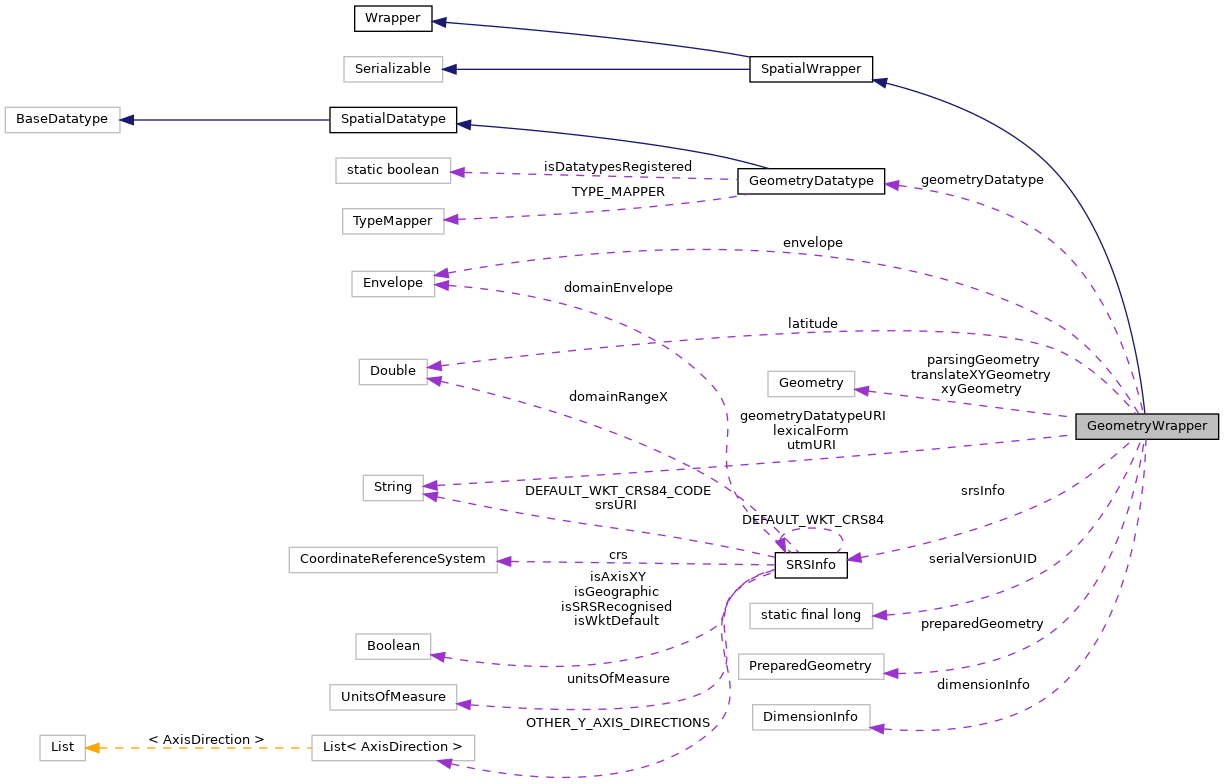 Wrapper
Serializable
SpatialWrapper
BaseDatatype
SpatialDatatype
static boolean
isDatatypesRegistered
GeometryDatatype
geometryDatatype
TYPE_MAPPER
TypeMapper
envelope
Envelope
domainEnvelope
latitude
Double
parsingGeometry
translateXYGeometry
xyGeometry
Geometry
domainRangeX
geometryDatatypeURI
lexicalForm
utmURI
GeometryWrapper
String
DEFAULT_WKT_CRS84_CODE
srsURI
srsInfo
DEFAULT_WKT_CRS84
CoordinateReferenceSystem
crs
SRSInfo
serialVersionUID
isAxisXY
isGeographic
isSRSRecognised
isWktDefault
static final long
preparedGeometry
Boolean
PreparedGeometry
unitsOfMeasure
dimensionInfo
UnitsOfMeasure
DimensionInfo
OTHER_Y_AXIS_DIRECTIONS
List
< AxisDirection >
List< AxisDirection >